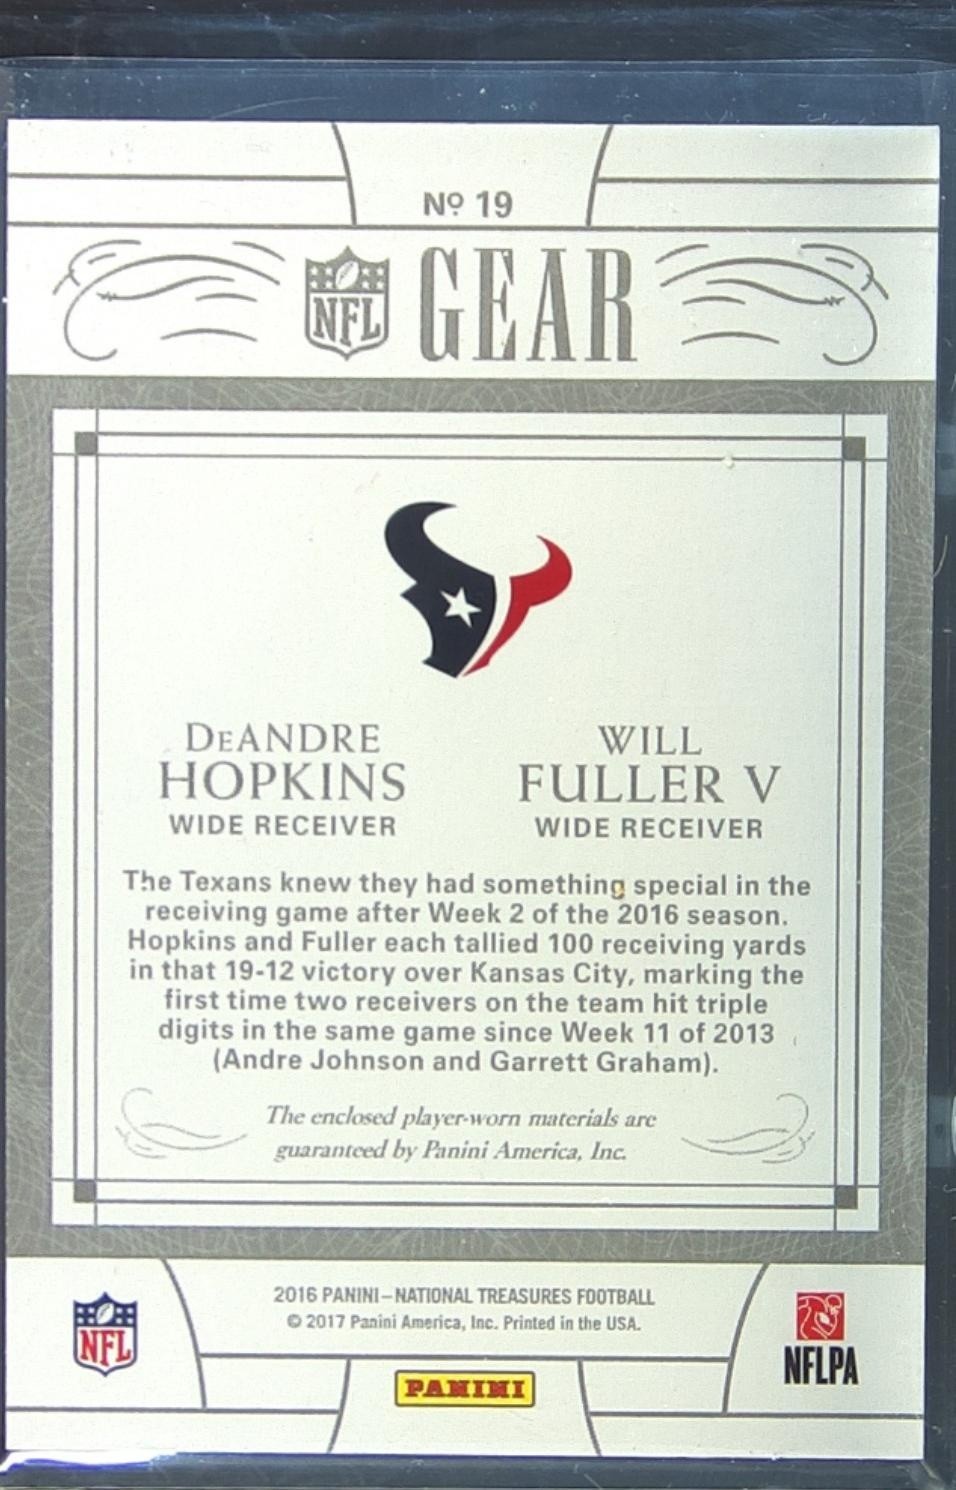 Nº 19
NFL GEAR
DeANDRE
HOPKINS
WIDE RECEIVER
WILL
FULLER V
WIDE RECEIVER
The Texans knew they had something special in the
receiving game after Week 2 of the 2016 season.
Hopkins and Fuller each tallied 100 receiving yards
in that 19-12 victory over Kansas City, marking the
first time two receivers on the team hit triple
digits in the same game since Week 11 of 2013
(Andre Johnson and Garrett Graham).
The enclosed player-worn materials are
guaranteed by Panini America, Inc.
2016 PANINI–NATIONAL TREASURES FOOTBALL
© 2017 Panini America, Inc. Printed in the USA.
NFL
PANINI
NFLPA